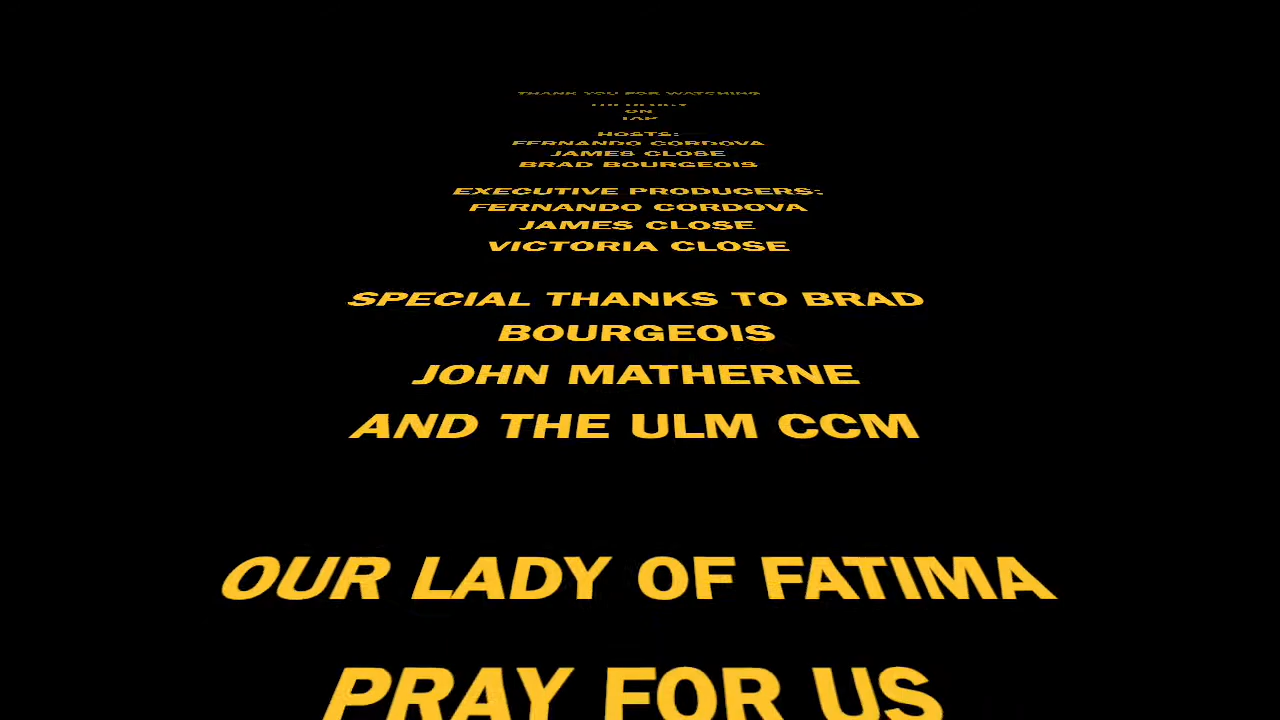 THANK YOU FOR WATCHING
ON
HOSTS:
FERNANDO CORDOVA
JAMES CLOSE
BRAD BOURGEOIS
EXECUTIVE PRODUCERS:
FERNANDO CORDOVA
JAMES CLOSE
VICTORIA CLOSE
SPECIAL THANKS TO BRAD
BOURGEOIS
JOHN MATHERNE
AND THE ULM CCM
OUR LADY OF FATIMA
PRAY FOR US